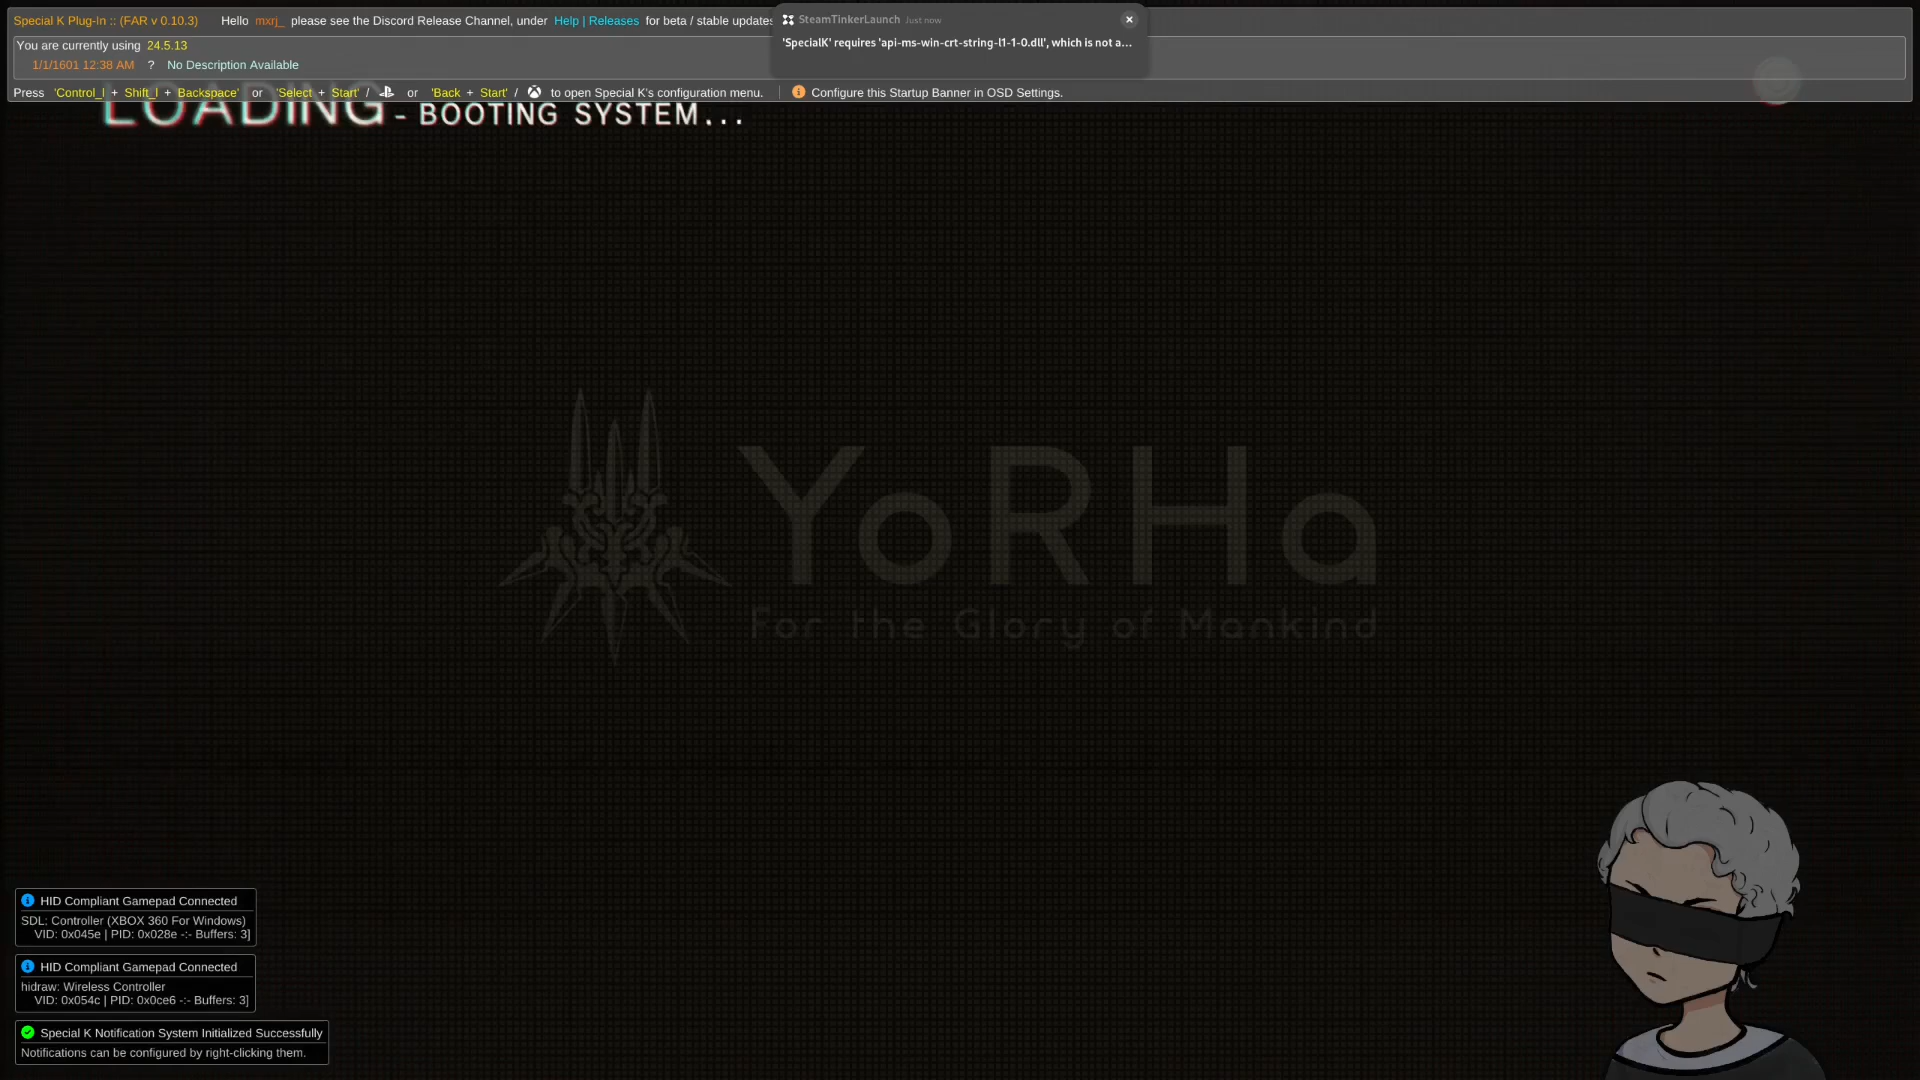 Special K Plug-In :: (FAR v 0.10.3) Hello mxrj_ please see the Discord Release Channel, under Help | Releases for beta / stable updates
SteamTinkerLaunch Just now
'SpecialK' requires 'api-ms-win-crt-string-l1-1-0.dll', which is not a...
You are currently using 24.5.13
1/1/1601 12:38 AM ? No Description Available
Press 'Control_l + Shift_l + Backspace' or 'Select + Start' / or 'Back + Start' / to open Special K's configuration menu. Configure this Startup Banner in OSD Settings.
LOADING - BOOTING SYSTEM...
YoRHa
For the Glory of Mankind
HID Compliant Gamepad Connected
SDL: Controller (XBOX 360 For Windows)
VID: 0x045e | PID: 0x028e -:- Buffers: 3]
HID Compliant Gamepad Connected
hidraw: Wireless Controller
VID: 0x054c | PID: 0x0ce6 -:- Buffers: 3]
Special K Notification System Initialized Successfully
Notifications can be configured by right-clicking them.